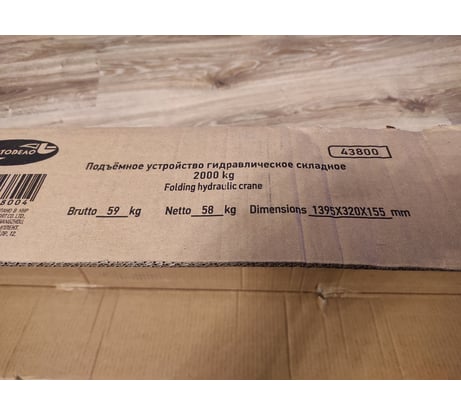 43800
Подъёмное устройство гидравлическое складное
2000 kg
Folding hydraulic crane
Brutto 59 kg Netto 58 kg Dimensions 1395X320X155 mm
8004